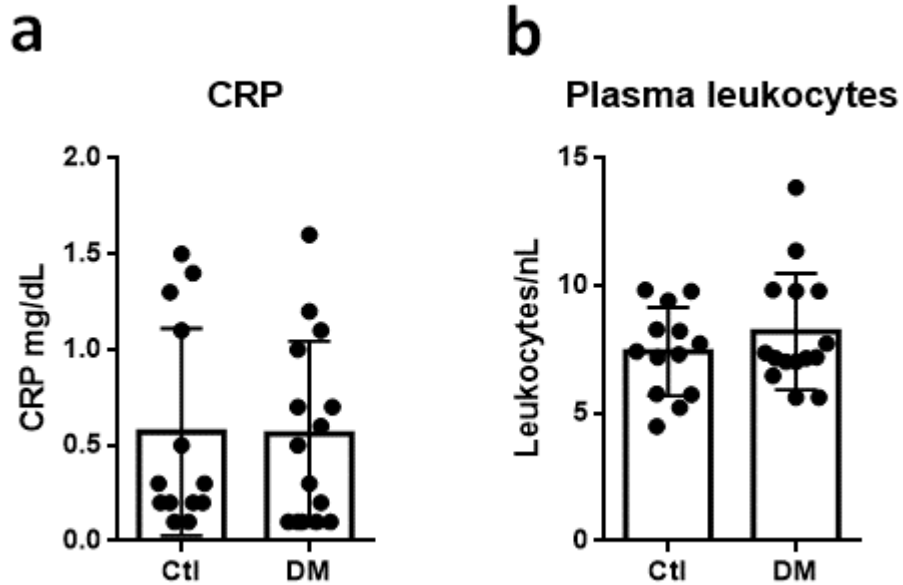 a
CRP
CRP mg/dL
2.0
1.5
1.0
0.5
0.0
Ctl
DM
b
Plasma leukocytes
Leukocytes/nL
15
10
5
0
Ctl
DM